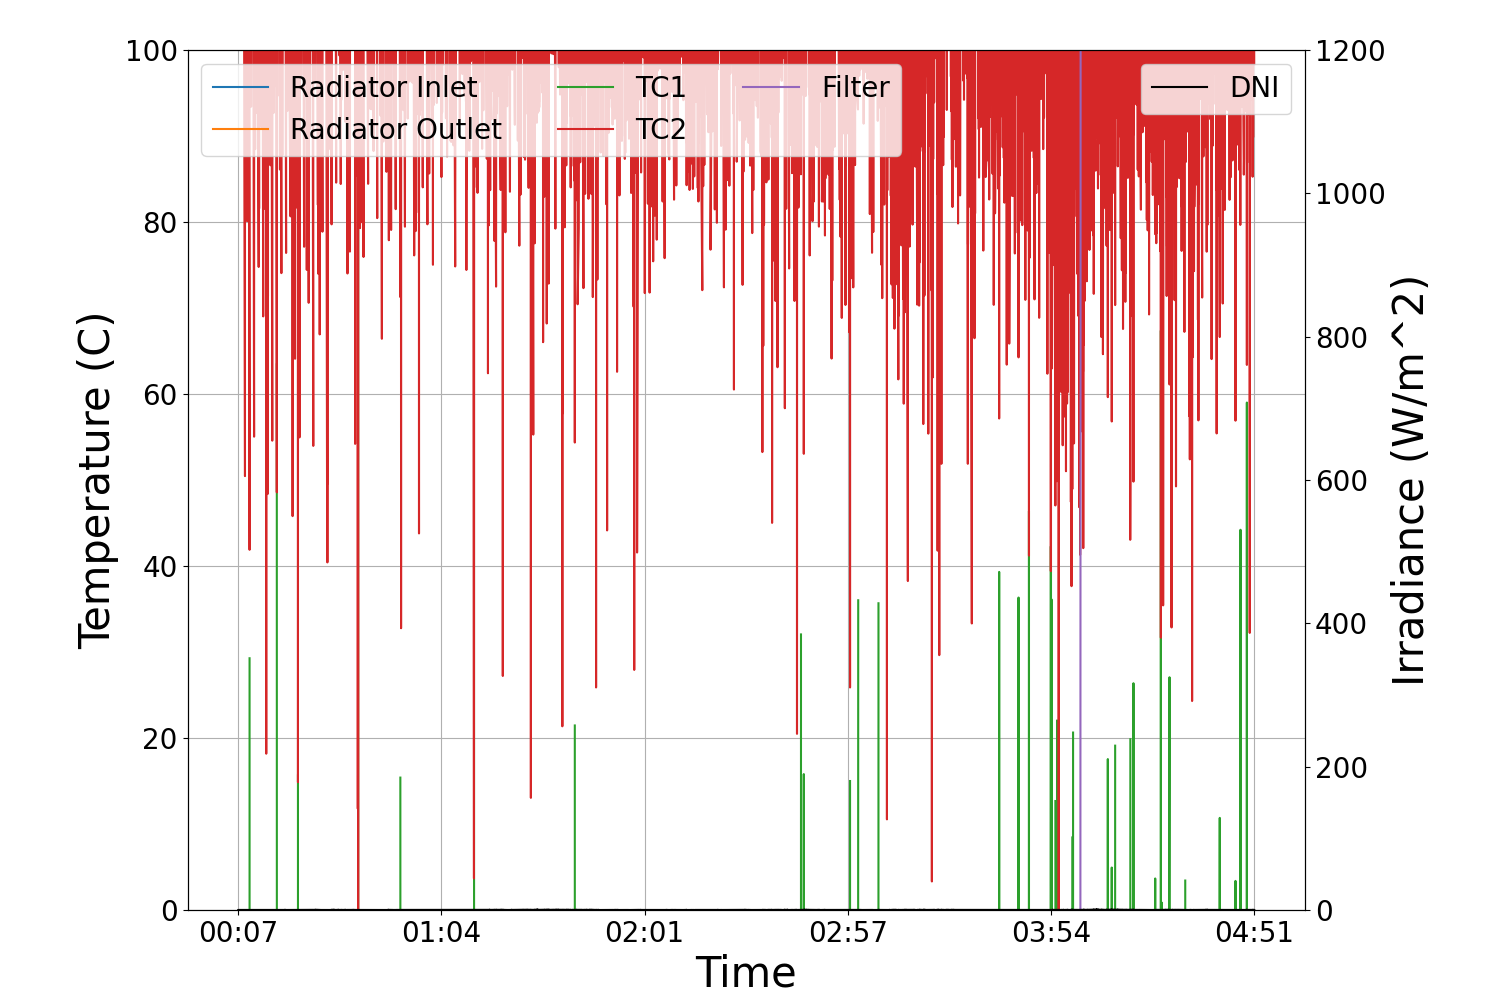 100
80
60
40
20
0
Temperature (C)
Radiator Inlet
Radiator Outlet
TC1
TC2
Filter
DNI
1200
1000
800
600
400
200
0
Irradiance (W/m^2)
00:07 01:04 02:01 02:57 03:54 04:51
Time